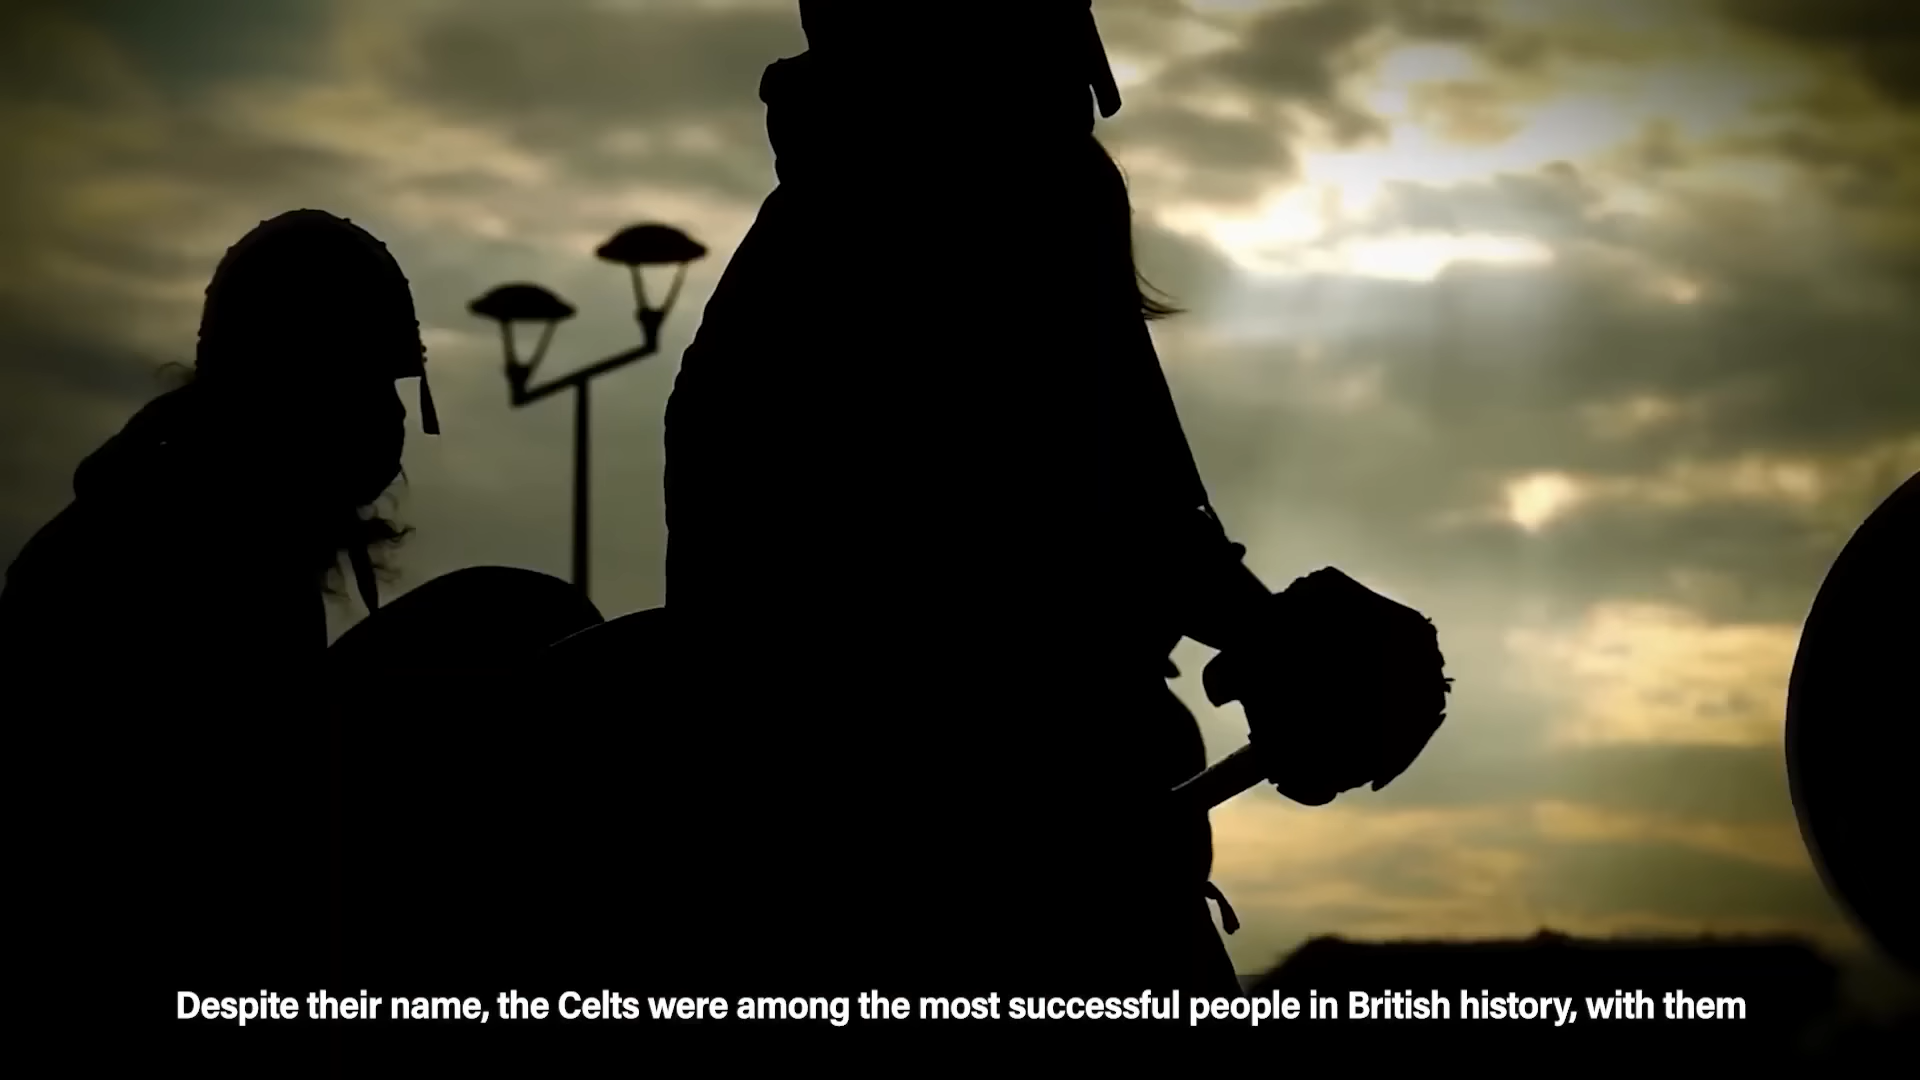 Despite their name, the Celts were among the most successful people in British history, with them